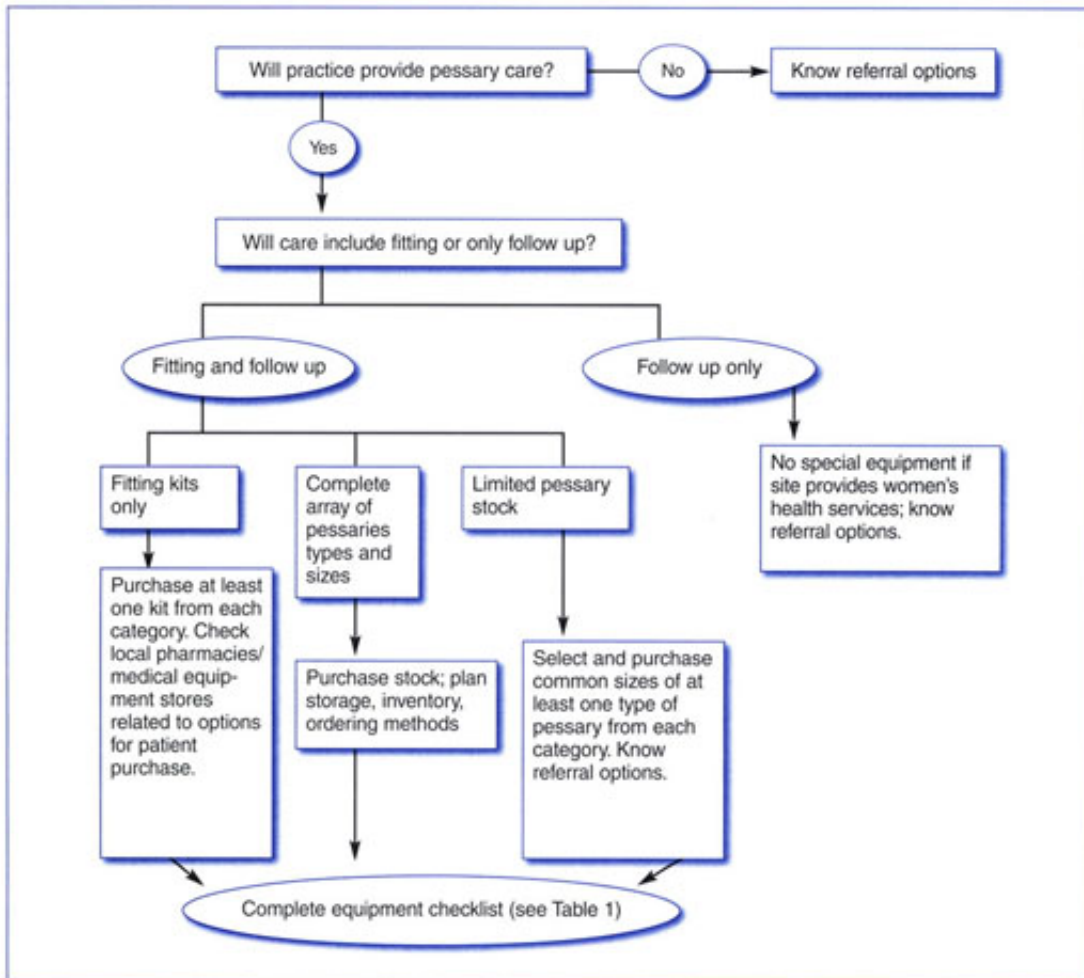 Will practice provide pessary care?
No
Know referral options
Yes
Will care include fitting or only follow up?
Fitting and follow up
Follow up only
Fitting kits
only
Complete
array of
pessaries
types and
sizes
Limited pessary
stock
No special equipment if
site provides women's
health services; know
referral options.
Purchase at least
one kit from each
category. Check
local pharmacies/
medical equip-
ment stores
related to options
for patient
purchase.
Purchase stock; plan
storage, inventory,
ordering methods
Select and purchase
common sizes of at
least one type of
pessary from each
category. Know
referral options.
Complete equipment checklist (see Table 1)